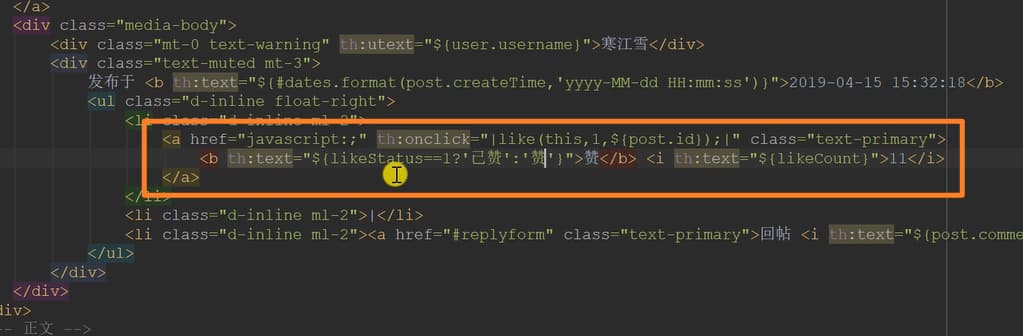 </a>
<div class="media-body">
<div class="mt-0 text-warning" th:utext="${user.username}">寒江雪</div>
<div class="text-muted mt-3">
发布于 <b th:text="${#dates.format(post.createTime,'yyyy-MM-dd HH:mm:ss')}">2019-04-15 15:32:18</b>
<ul class="d-inline float-right">
<li class="d-inline ml-2">
<a href="javascript:;" th:onclick="|like(this,1,${post.id});|" class="text-primary">
<b th:text="${likeStatus==1?'已赞':'赞'}">赞</b> <i th:text="${likeCount}">11</i>
</a>
</li>
<li class="d-inline ml-2">|</li>
<li class="d-inline ml-2"><a href="#replyform" class="text-primary">回帖 <i th:text="${post.comme
</ul>
</div>
</div>
div>
-- 正文 -->